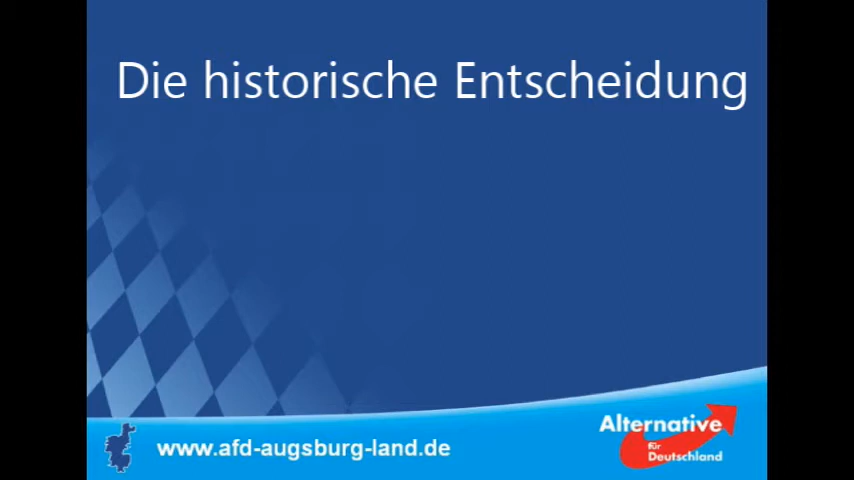 Die historische Entscheidung
www.afd-augsburg-land.de
Alternative
für
Deutschland